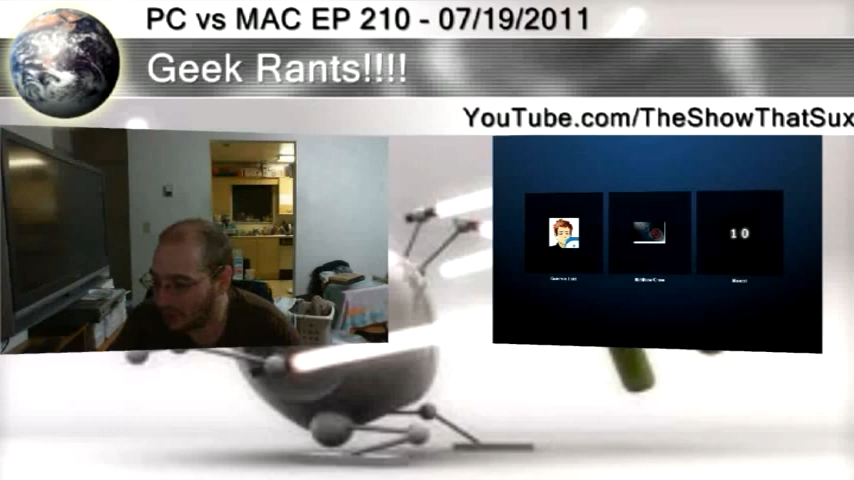 PC vs MAC EP 210 - 07/19/2011
Geek Rants!!!!
YouTube.com/TheShowThatSux
10